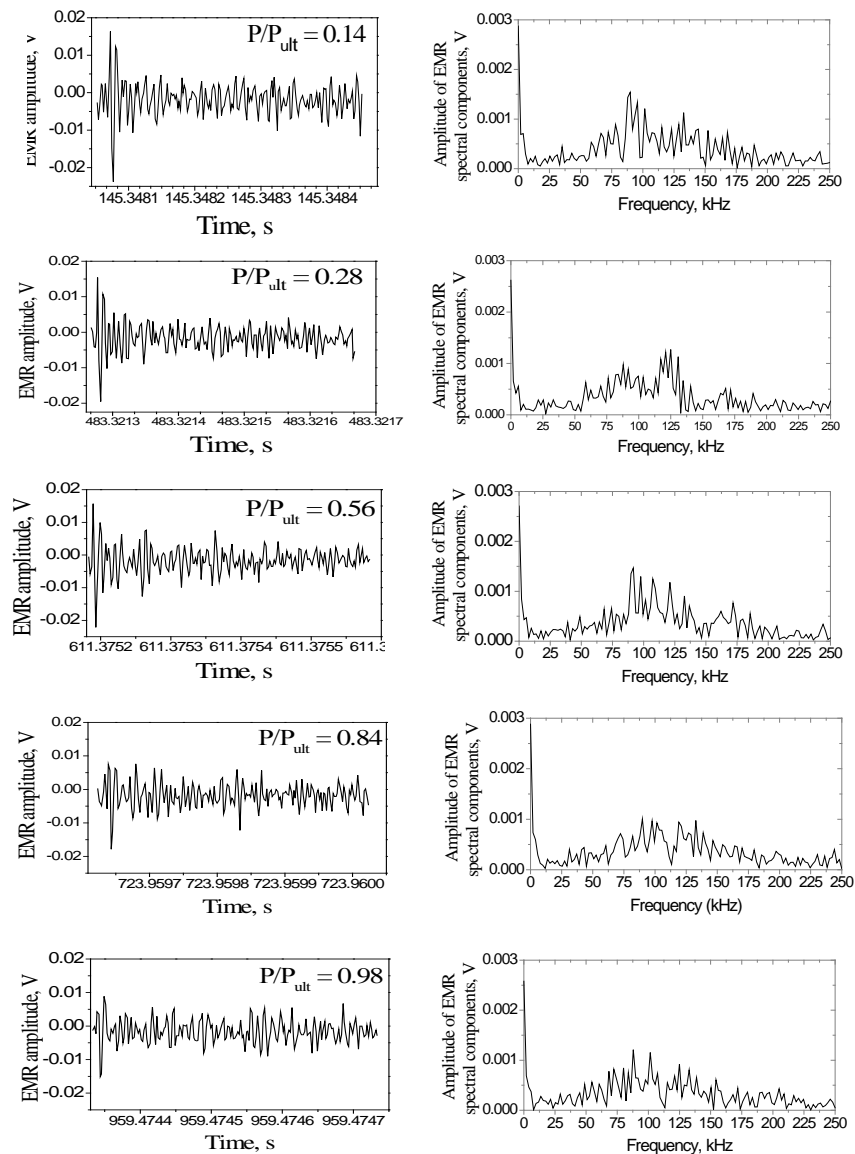 P/Pult = 0.14
EMR amplitude, V
0.02
0.01
0.00
-0.01
-0.02
145.3481 145.3482 145.3483 145.3484
Time, s
Amplitude of EMR
spectral components, V
0.003
0.002
0.001
0.000
0 25 50 75 100 125 150 175 200 225 250
Frequency, kHz
P/Pult = 0.28
EMR amplitude, V
0.02
0.01
0.00
-0.01
-0.02
483.3213 483.3214 483.3215 483.3216 483.3217
Time, s
Amplitude of EMR
spectral components, V
0.003
0.002
0.001
0.000
0 25 50 75 100 125 150 175 200 225 250
Frequency, kHz
P/Pult = 0.56
EMR amplitude, V
0.02
0.01
0.00
-0.01
-0.02
611.3752 611.3753 611.3754 611.3755 611.3
Time, s
Amplitude of EMR
spectral components, V
0.003
0.002
0.001
0.000
0 25 50 75 100 125 150 175 200 225 250
Frequency, kHz
P/Pult = 0.84
EMR amplitude, V
0.02
0.01
0.00
-0.01
-0.02
723.9597 723.9598 723.9599 723.9600
Time, s
Amplitude of EMR
spectral components, V
0.003
0.002
0.001
0.000
0 25 50 75 100 125 150 175 200 225 250
Frequency (kHz)
P/Pult = 0.98
EMR amplitude, V
0.02
0.01
0.00
-0.01
-0.02
959.4744 959.4745 959.4746 959.4747
Time, s
Amplitude of EMR
spectral components, V
0.003
0.002
0.001
0.000
0 25 50 75 100 125 150 175 200 225 250
Frequency, kHz